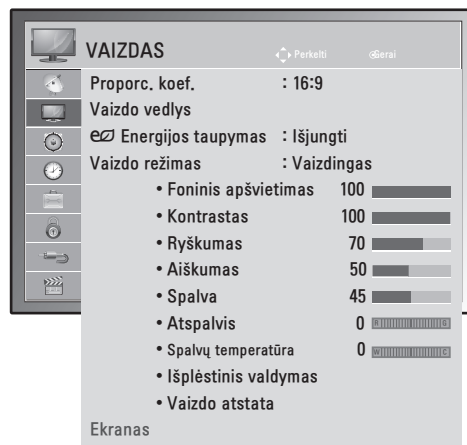 VAIZDAS Perkelti Gerai
Proporc. koef. : 16:9
Vaizdo vedlys
Energijos taupymas : Išjungti
Vaizdo režimas : Vaizdingas
• Foninis apšvietimas 100
• Kontrastas 100
• Ryškumas 70
• Aiškumas 50
• Spalva 45
• Atspalvis 0 R G
• Spalvų temperatūra 0 W C
• Išplėstinis valdymas
• Vaizdo atstata
Ekranas